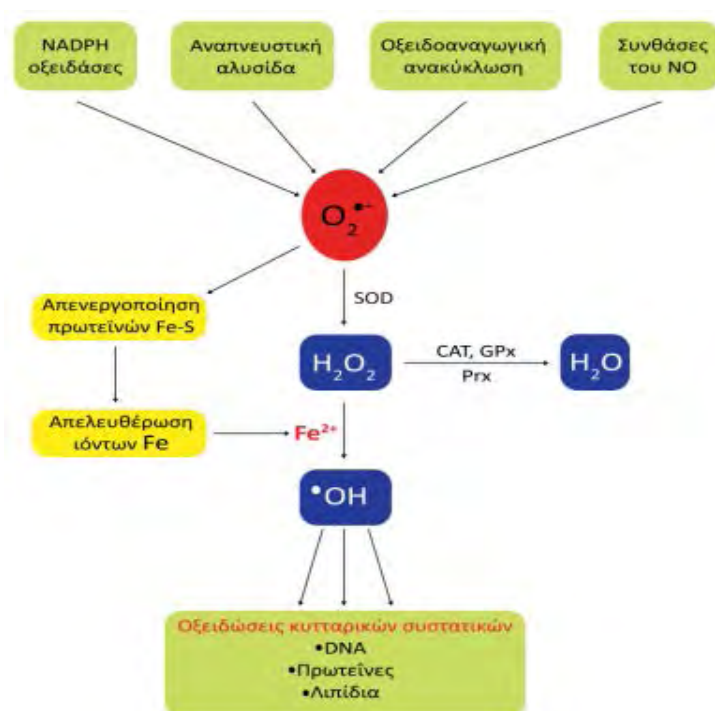 NADPH
οξειδάσες
Αναπνευστική
αλυσίδα
Οξειδοαναγωγική
ανακύκλωση
Συνθάσες
του ΝΟ
O₂•⁻
SOD
Απενεργοποίηση
πρωτεϊνών Fe-S
H₂O₂
CAT, GPx
Prx
H₂O
Απελευθέρωση
ιόντων Fe
Fe²⁺
•OH
Οξειδώσεις κυτταρικών συστατικών
•DNA
•Πρωτεΐνες
•Λιπίδια